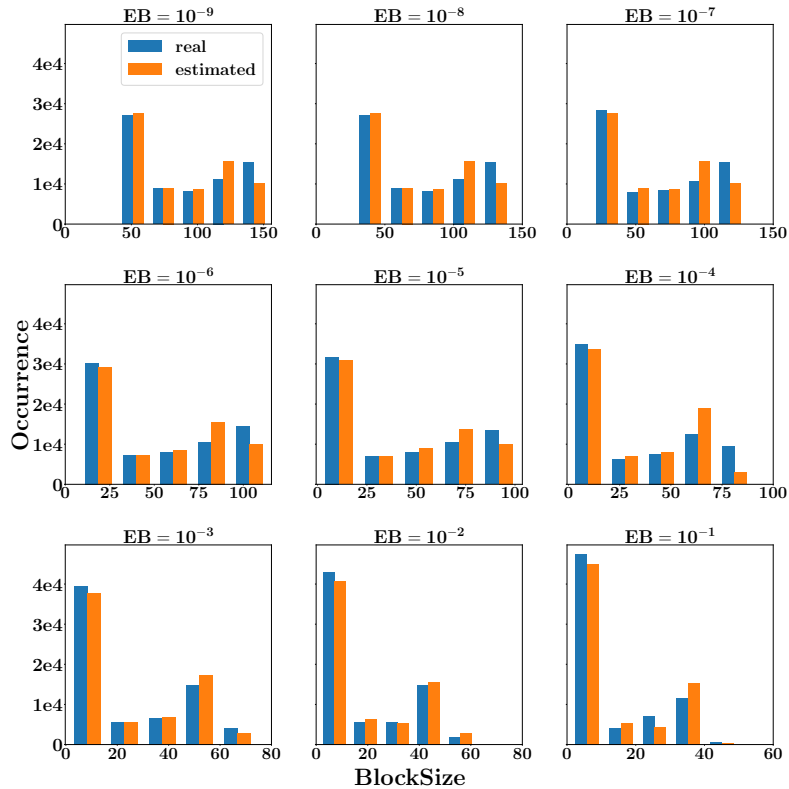 EB = 10⁻⁹ EB = 10⁻⁸ EB = 10⁻⁷
real
estimated
4e4
3e4
2e4
1e4
0
0 50 100 150 0 50 100 150 0 50 100 150
EB = 10⁻⁶ EB = 10⁻⁵ EB = 10⁻⁴
Occurrence
4e4
3e4
2e4
1e4
0
0 25 50 75 100 0 25 50 75 100 0 25 50 75 100
EB = 10⁻³ EB = 10⁻² EB = 10⁻¹
4e4
3e4
2e4
1e4
0
0 20 40 60 80 0 20 40 60 80 0 20 40 60
BlockSize